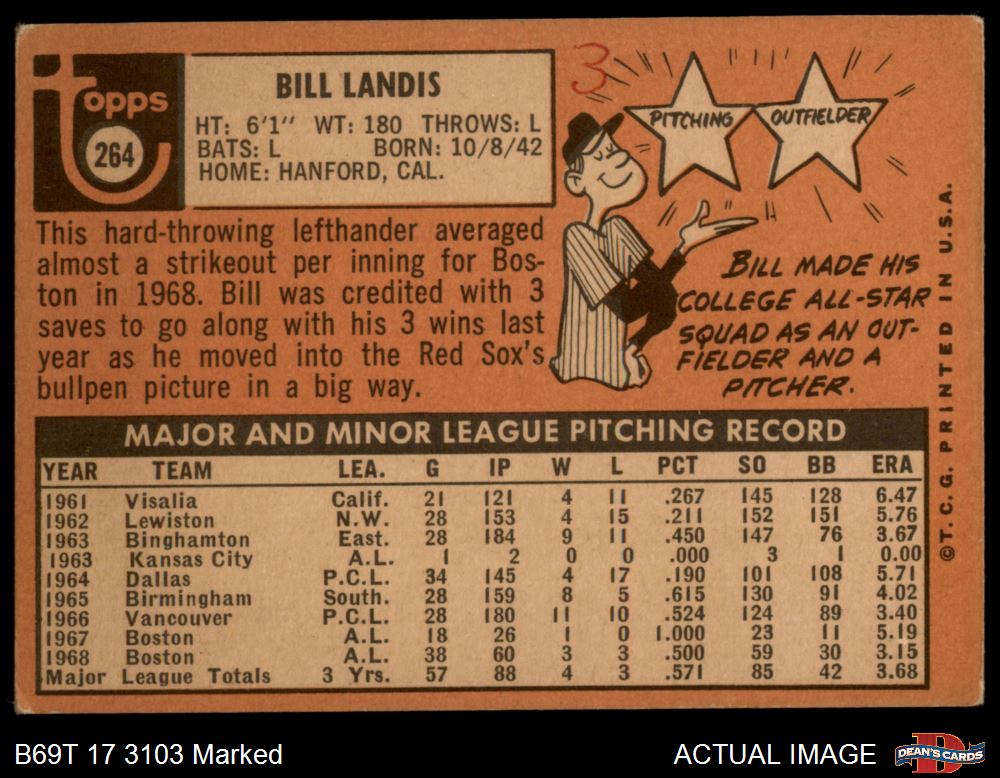 topps
264
BILL LANDIS
HT: 6'1" WT: 180 THROWS: L
BATS: L BORN: 10/8/42
HOME: HANFORD, CAL.
3
PITCHING
OUTFIELDER
This hard-throwing lefthander averaged
almost a strikeout per inning for Bos-
ton in 1968. Bill was credited with 3
saves to go along with his 3 wins last
year as he moved into the Red Sox's
bullpen picture in a big way.
BILL MADE HIS
COLLEGE ALL-STAR
SQUAD AS AN OUT-
FIELDER AND A
PITCHER.
©T.C.G. PRINTED IN U.S.A.
MAJOR AND MINOR LEAGUE PITCHING RECORD
YEAR TEAM LEA. G IP W L PCT SO BB ERA
1961 Visalia Calif. 21 121 4 11 .267 145 128 6.47
1962 Lewiston N.W. 28 153 4 15 .211 152 151 5.76
1963 Binghamton East. 28 184 9 11 .450 147 76 3.67
1963 Kansas City A.L. 1 2 0 0 .000 3 1 0.00
1964 Dallas P.C.L. 34 145 4 17 .190 101 108 5.71
1965 Birmingham South. 28 159 8 5 .615 130 91 4.02
1966 Vancouver P.C.L. 28 180 11 10 .524 124 89 3.40
1967 Boston A.L. 18 26 1 0 1.000 23 11 5.19
1968 Boston A.L. 38 60 3 3 .500 59 30 3.15
Major League Totals 3 Yrs. 57 88 4 3 .571 85 42 3.68
B69T 17 3103 Marked
ACTUAL IMAGE
DEAN'S CARDS